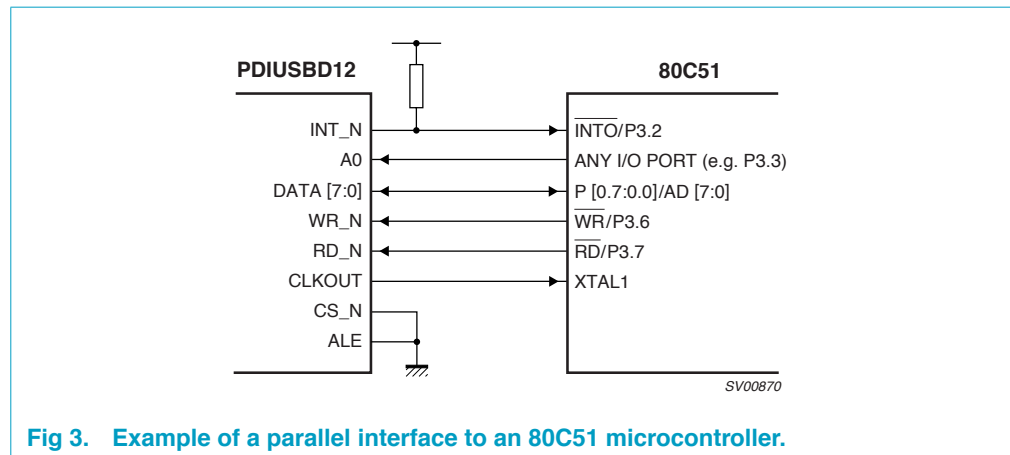 PDIUSBD12
80C51
INT_N
INTO/P3.2
A0
ANY I/O PORT (e.g. P3.3)
DATA [7:0]
P [0.7:0.0]/AD [7:0]
WR_N
WR/P3.6
RD_N
RD/P3.7
CLKOUT
XTAL1
CS_N
ALE
SV00870
Fig 3. Example of a parallel interface to an 80C51 microcontroller.